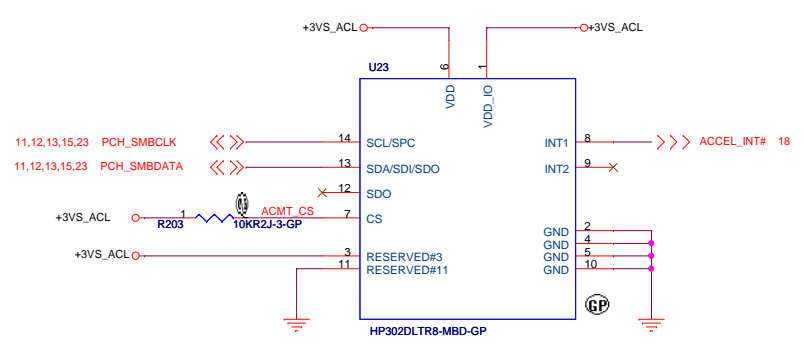 +3VS_ACL +3VS_ACL
U23
6 1
VDD VDD_IO
11,12,13,15,23 PCH_SMBCLK 14 SCL/SPC INT1 8 ACCEL_INT# 18
11,12,13,15,23 PCH_SMBDATA 13 SDA/SDI/SDO INT2 9
12 SDO
+3VS_ACL 1 ACMT_CS 7 CS
R203 10KR2J-3-GP
GND 2
GND 4
+3VS_ACL 3 RESERVED#3 GND 5
11 RESERVED#11 GND 10
GP
HP302DLTR8-MBD-GP